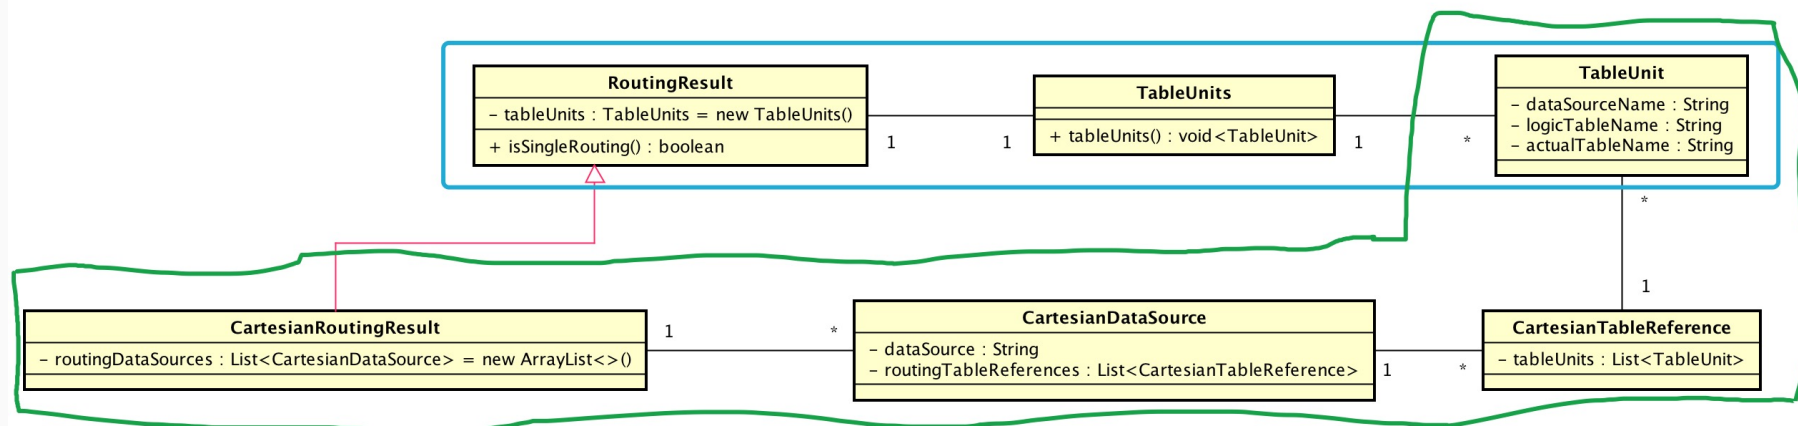 RoutingResult
- tableUnits : TableUnits = new TableUnits()
+ isSingleRouting() : boolean
1
1
TableUnits
+ tableUnits() : void<TableUnit>
1
*
TableUnit
- dataSourceName : String
- logicTableName : String
- actualTableName : String
*
1
CartesianRoutingResult
- routingDataSources : List<CartesianDataSource> = new ArrayList<>()
1
*
CartesianDataSource
- dataSource : String
- routingTableReferences : List<CartesianTableReference>
1
*
CartesianTableReference
- tableUnits : List<TableUnit>